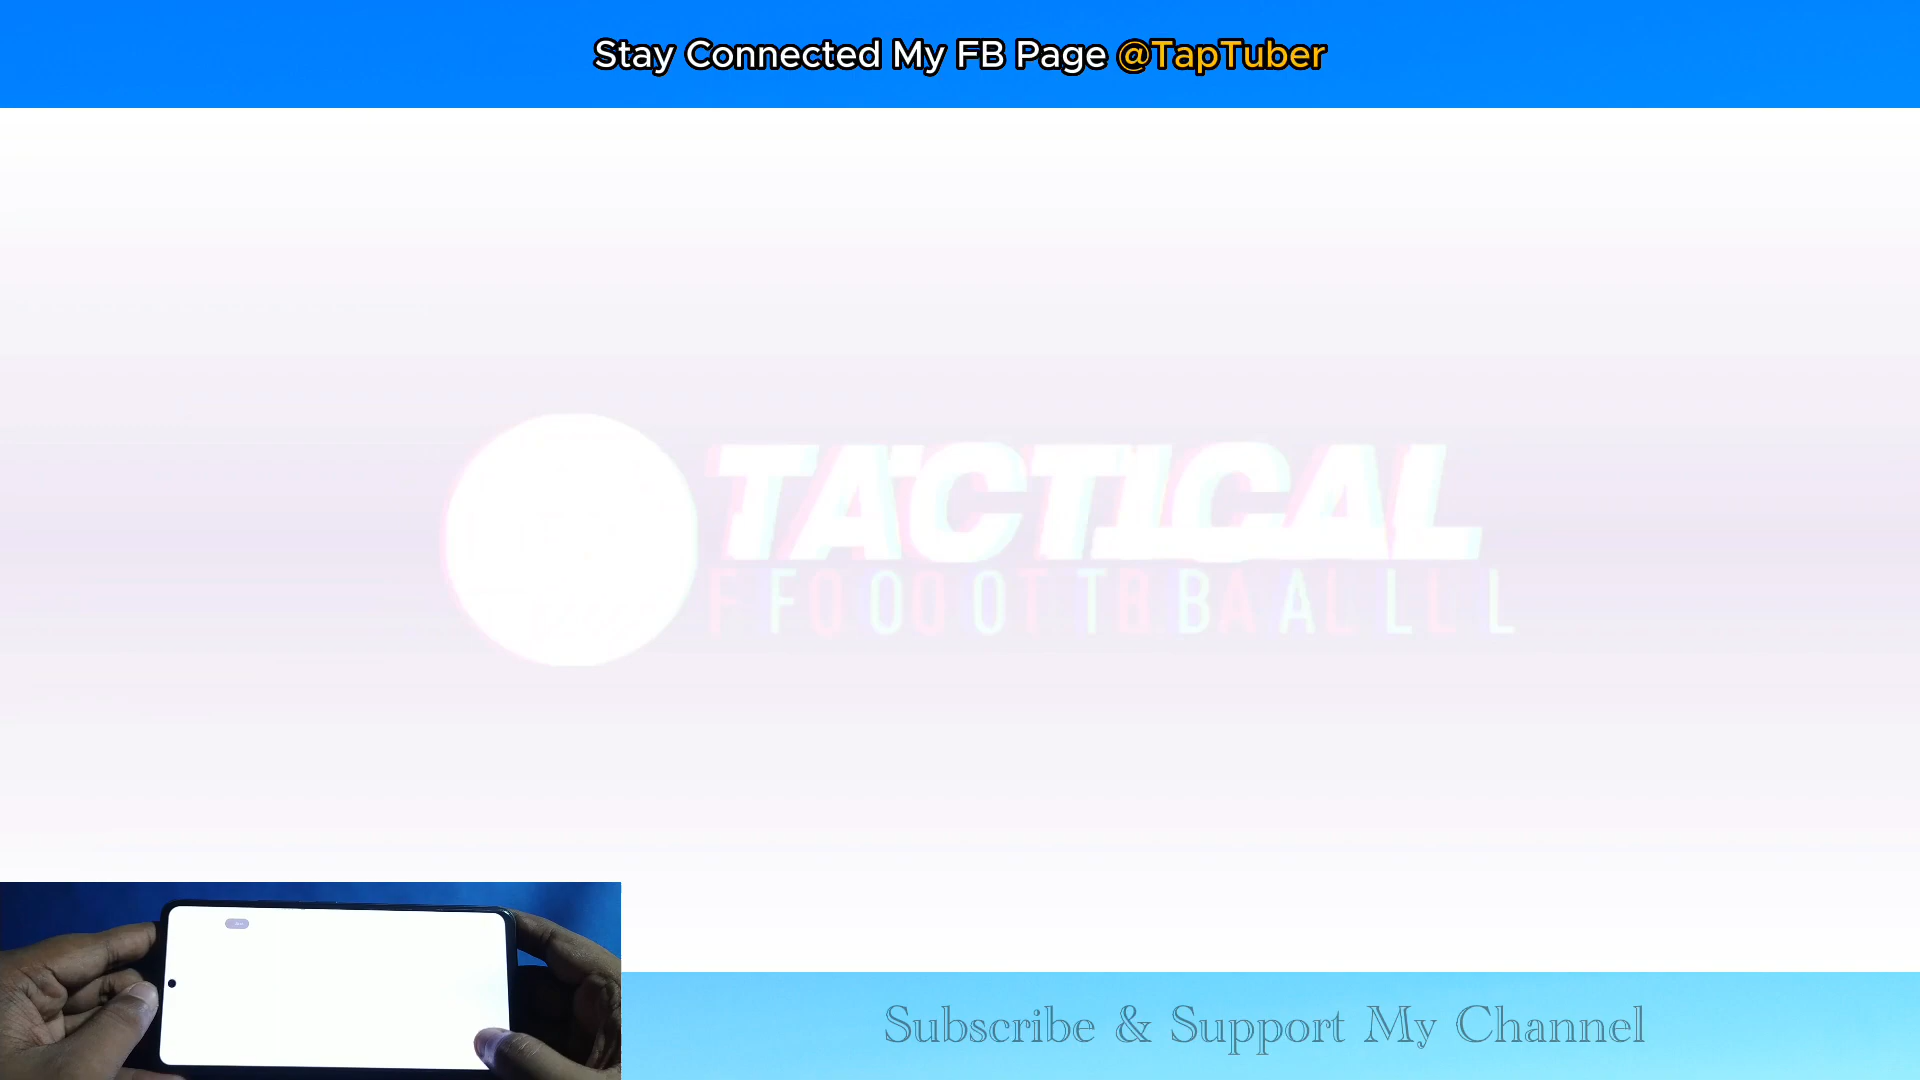 Stay Connected My FB Page @TapTuber
TACTICAL
FOOTBALL
Subscribe & Support My Channel